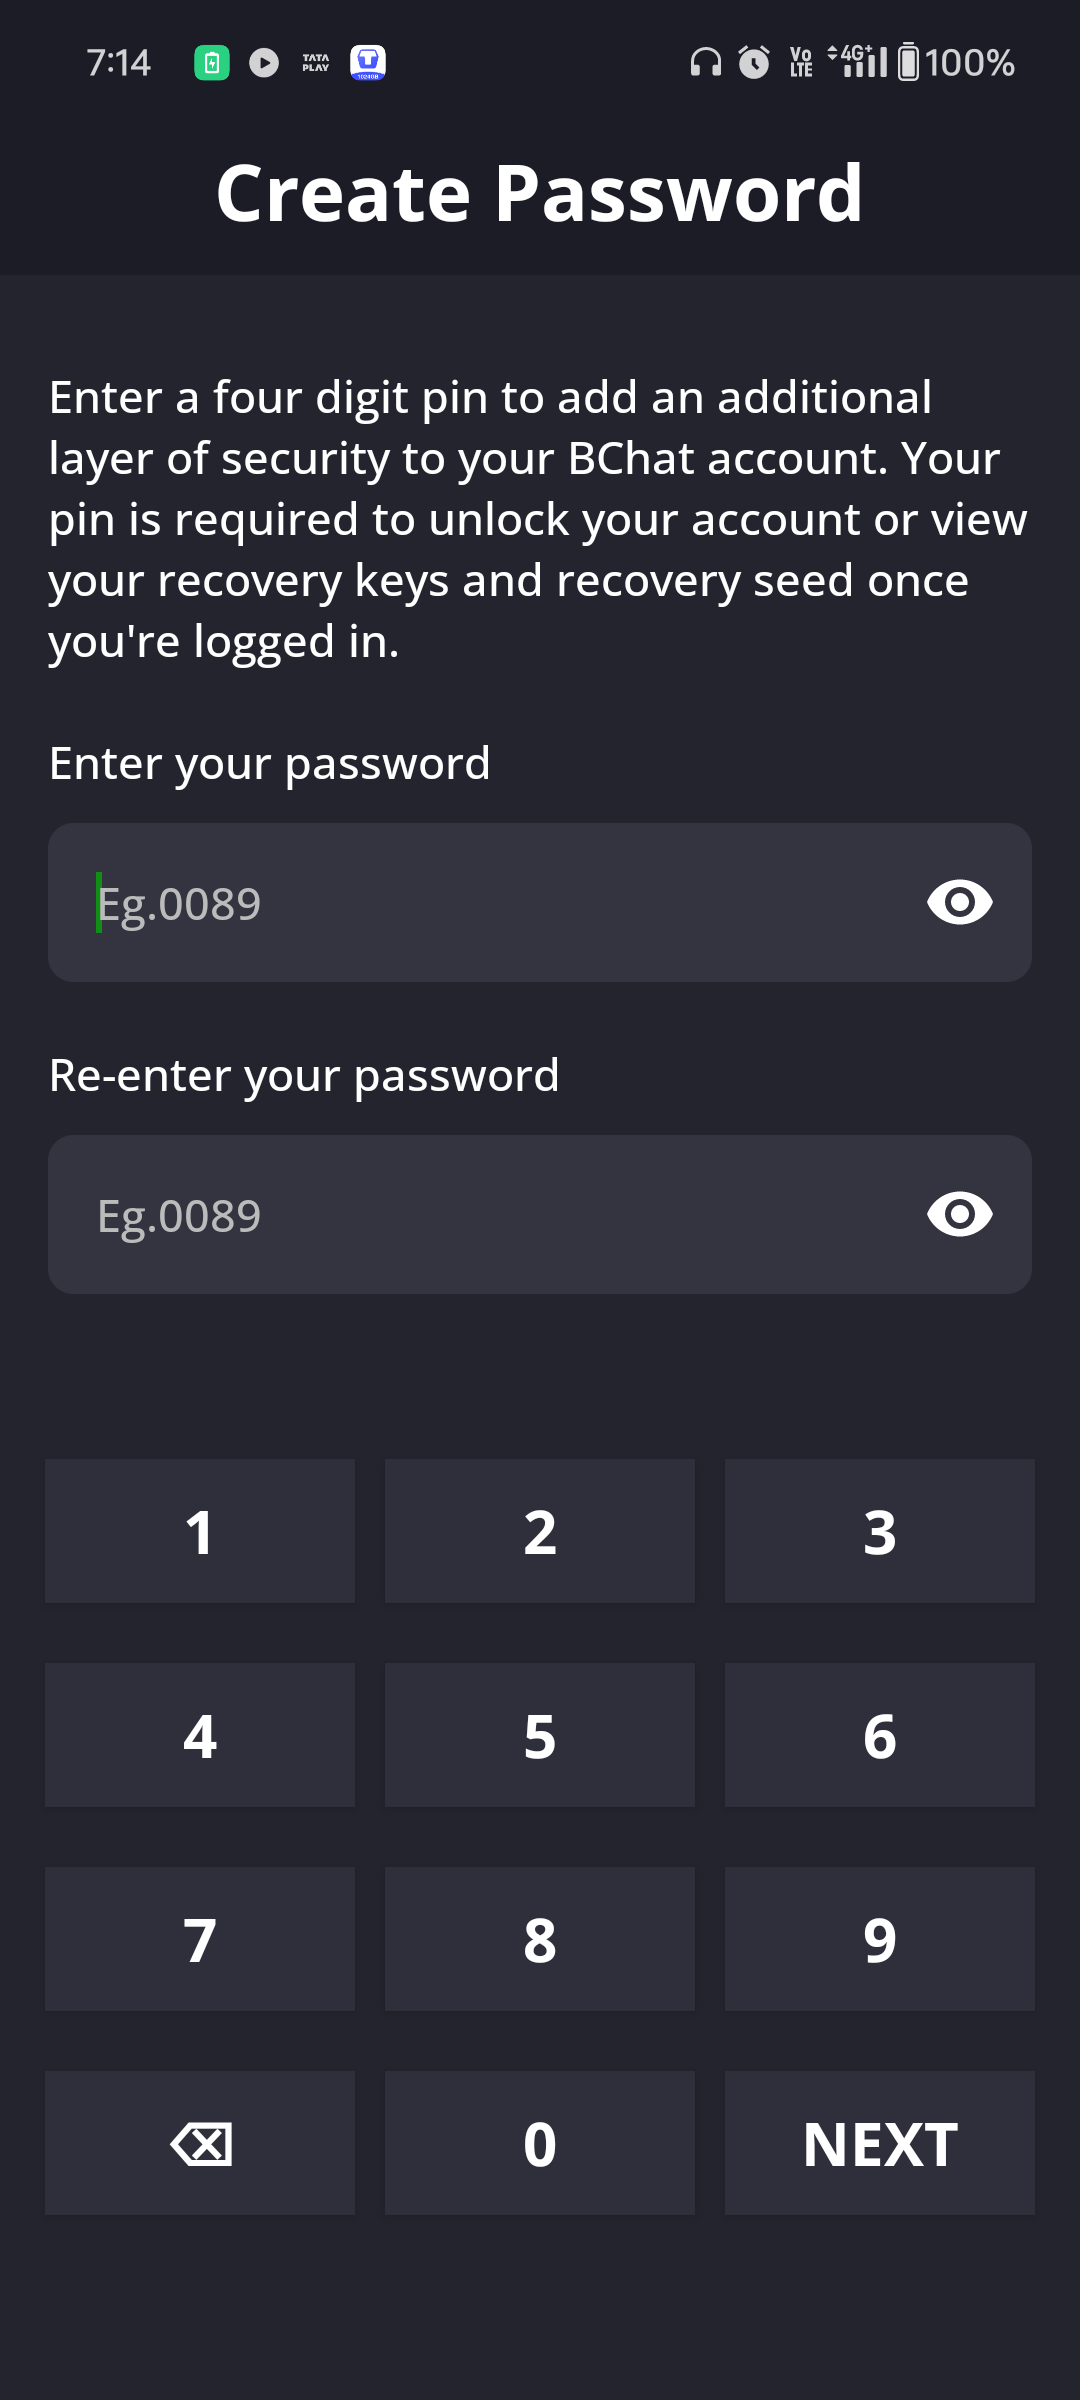 7:14
TATA
PLAY
Vo
LTE
4G+
100%
Create Password
Enter a four digit pin to add an additional
layer of security to your BChat account. Your
pin is required to unlock your account or view
your recovery keys and recovery seed once
you're logged in.
Enter your password
Eg.0089
Re-enter your password
Eg.0089
1 2 3
4 5 6
7 8 9
0 NEXT